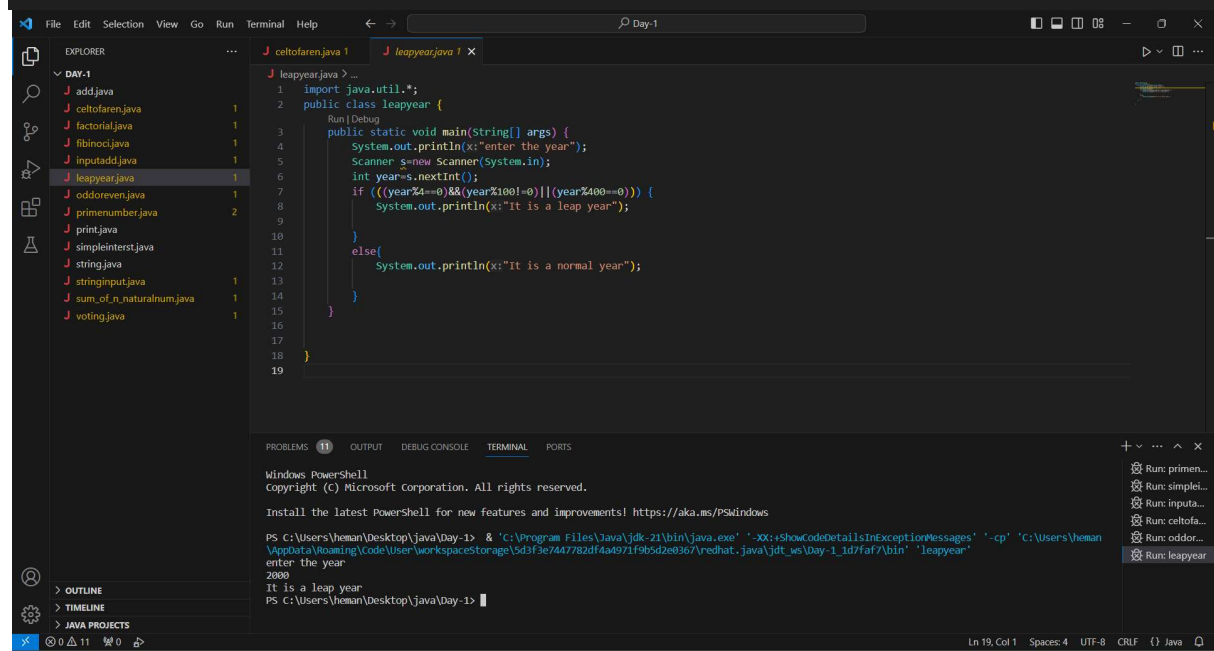 File Edit Selection View Go Run Terminal Help
Day-1
EXPLORER
DAY-1
add.java
celtofaren.java 1
factorial.java 1
fibinoci.java 1
inputadd.java 1
leapyear.java 1
oddoreven.java 1
primenumber.java 2
print.java
simpleinterst.java
string.java
stringinput.java 1
sum_of_n_naturalnum.java 1
voting.java 1
OUTLINE
TIMELINE
JAVA PROJECTS
celtofaren.java 1 leapyear.java 1
leapyear.java > ...
1 import java.util.*;
2 public class leapyear {
Run | Debug
3 public static void main(String[] args) {
4 System.out.println(x:"enter the year");
5 Scanner s=new Scanner(System.in);
6 int year=s.nextInt();
7 if (((year%4==0)&&(year%100!=0)||(year%400==0))) {
8 System.out.println(x:"It is a leap year");
9
10 }
11 else{
12 System.out.println(x:"It is a normal year");
13
14 }
15 }
16
17
18 }
19
PROBLEMS 11 OUTPUT DEBUG CONSOLE TERMINAL PORTS
Windows PowerShell
Copyright (C) Microsoft Corporation. All rights reserved.
Install the latest PowerShell for new features and improvements! https://aka.ms/PSWindows
PS C:\Users\heman\Desktop\java\Day-1> & 'C:\Program Files\Java\jdk-21\bin\java.exe' '-XX:+ShowCodeDetailsInExceptionMessages' '-cp' 'C:\Users\heman
\AppData\Roaming\Code\User\workspaceStorage\5d3f3e7447782df4a4971f9b5d2e0367\redhat.java\jdt_ws\Day-1_1d7faf7\bin' 'leapyear'
enter the year
2000
It is a leap year
PS C:\Users\heman\Desktop\java\Day-1>
Run: primen...
Run: simplei...
Run: inputa...
Run: celtofa...
Run: oddor...
Run: leapyear
0 11 0
Ln 19, Col 1 Spaces: 4 UTF-8 CRLF {} Java